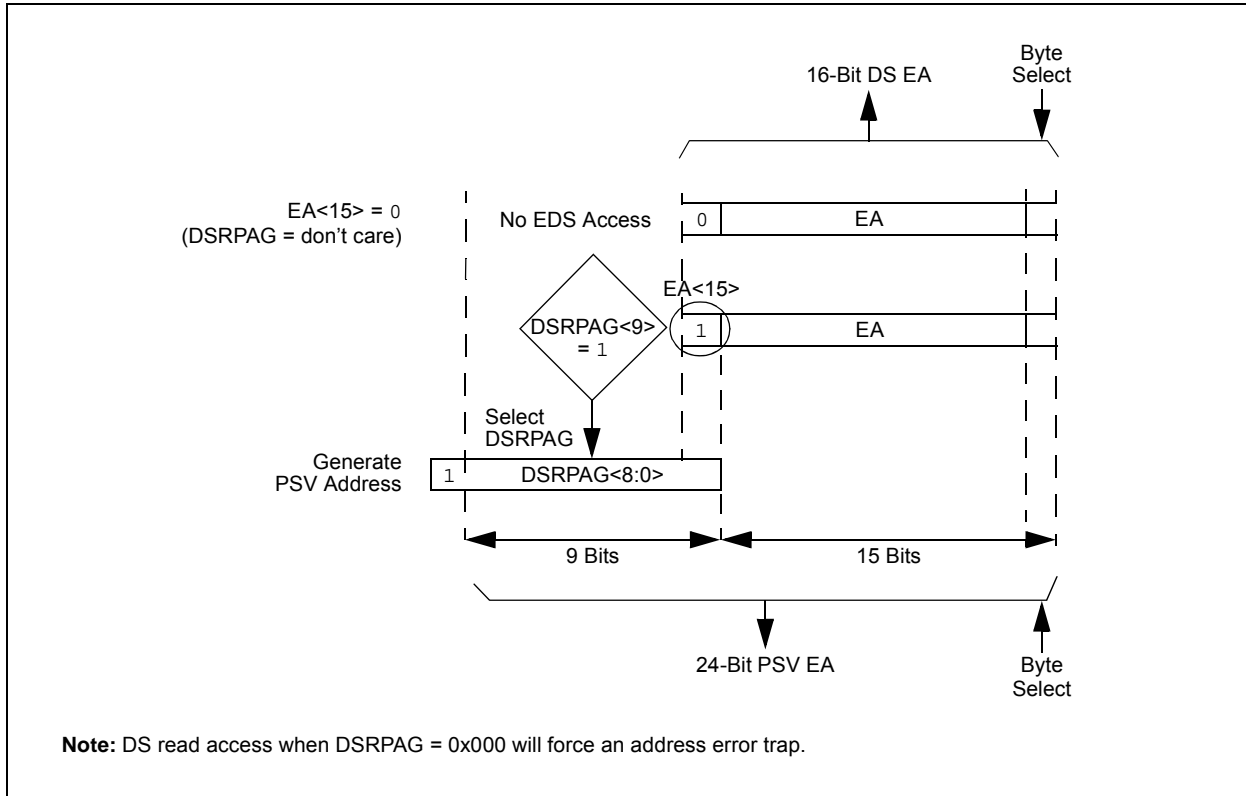 16-Bit DS EA
Byte
Select
EA<15> = 0
(DSRPAG = don't care)
No EDS Access
0
EA
EA<15>
DSRPAG<9>
= 1
1
EA
Select
DSRPAG
Generate
PSV Address
1
DSRPAG<8:0>
9 Bits
15 Bits
24-Bit PSV EA
Byte
Select
Note: DS read access when DSRPAG = 0x000 will force an address error trap.